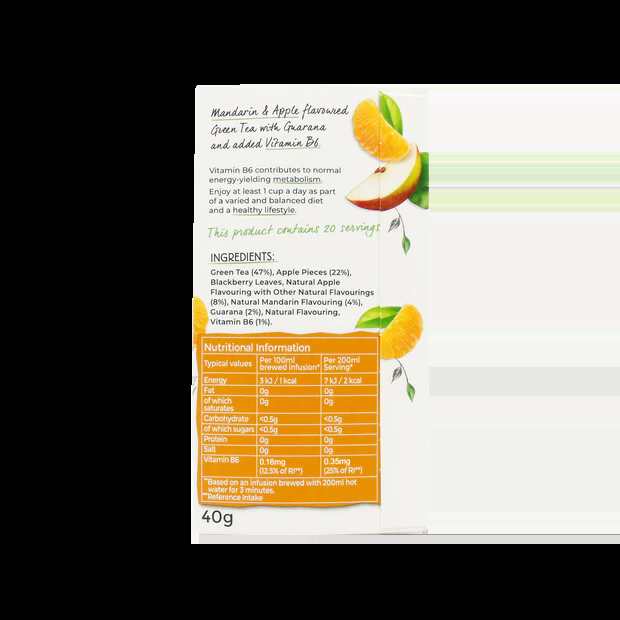 Mandarin & Apple flavoured
Green Tea with Guarana
and added Vitamin B6.
Vitamin B6 contributes to normal
energy-yielding metabolism.
Enjoy at least 1 cup a day as part
of a varied and balanced diet
and a healthy lifestyle.
This product contains 20 servings
INGREDIENTS:
Green Tea (47%), Apple Pieces (22%),
Blackberry Leaves, Natural Apple
Flavouring with Other Natural Flavourings
(8%), Natural Mandarin Flavouring (4%),
Guarana (2%), Natural Flavouring,
Vitamin B6 (1%).
Nutritional Information
Typical values Per 100ml brewed infusion* Per 200ml Serving*
Energy 3 kJ / 1 kcal 7 kJ / 2 kcal
Fat 0g 0g
of which saturates 0g 0g
Carbohydrate <0.5g <0.5g
of which sugars <0.5g <0.5g
Protein 0g 0g
Salt 0g 0g
Vitamin B6 0.18mg (12.5% of RI**) 0.35mg (25% of RI**)
*Based on an infusion brewed with 200ml hot
water for 3 minutes.
**Reference Intake
40g